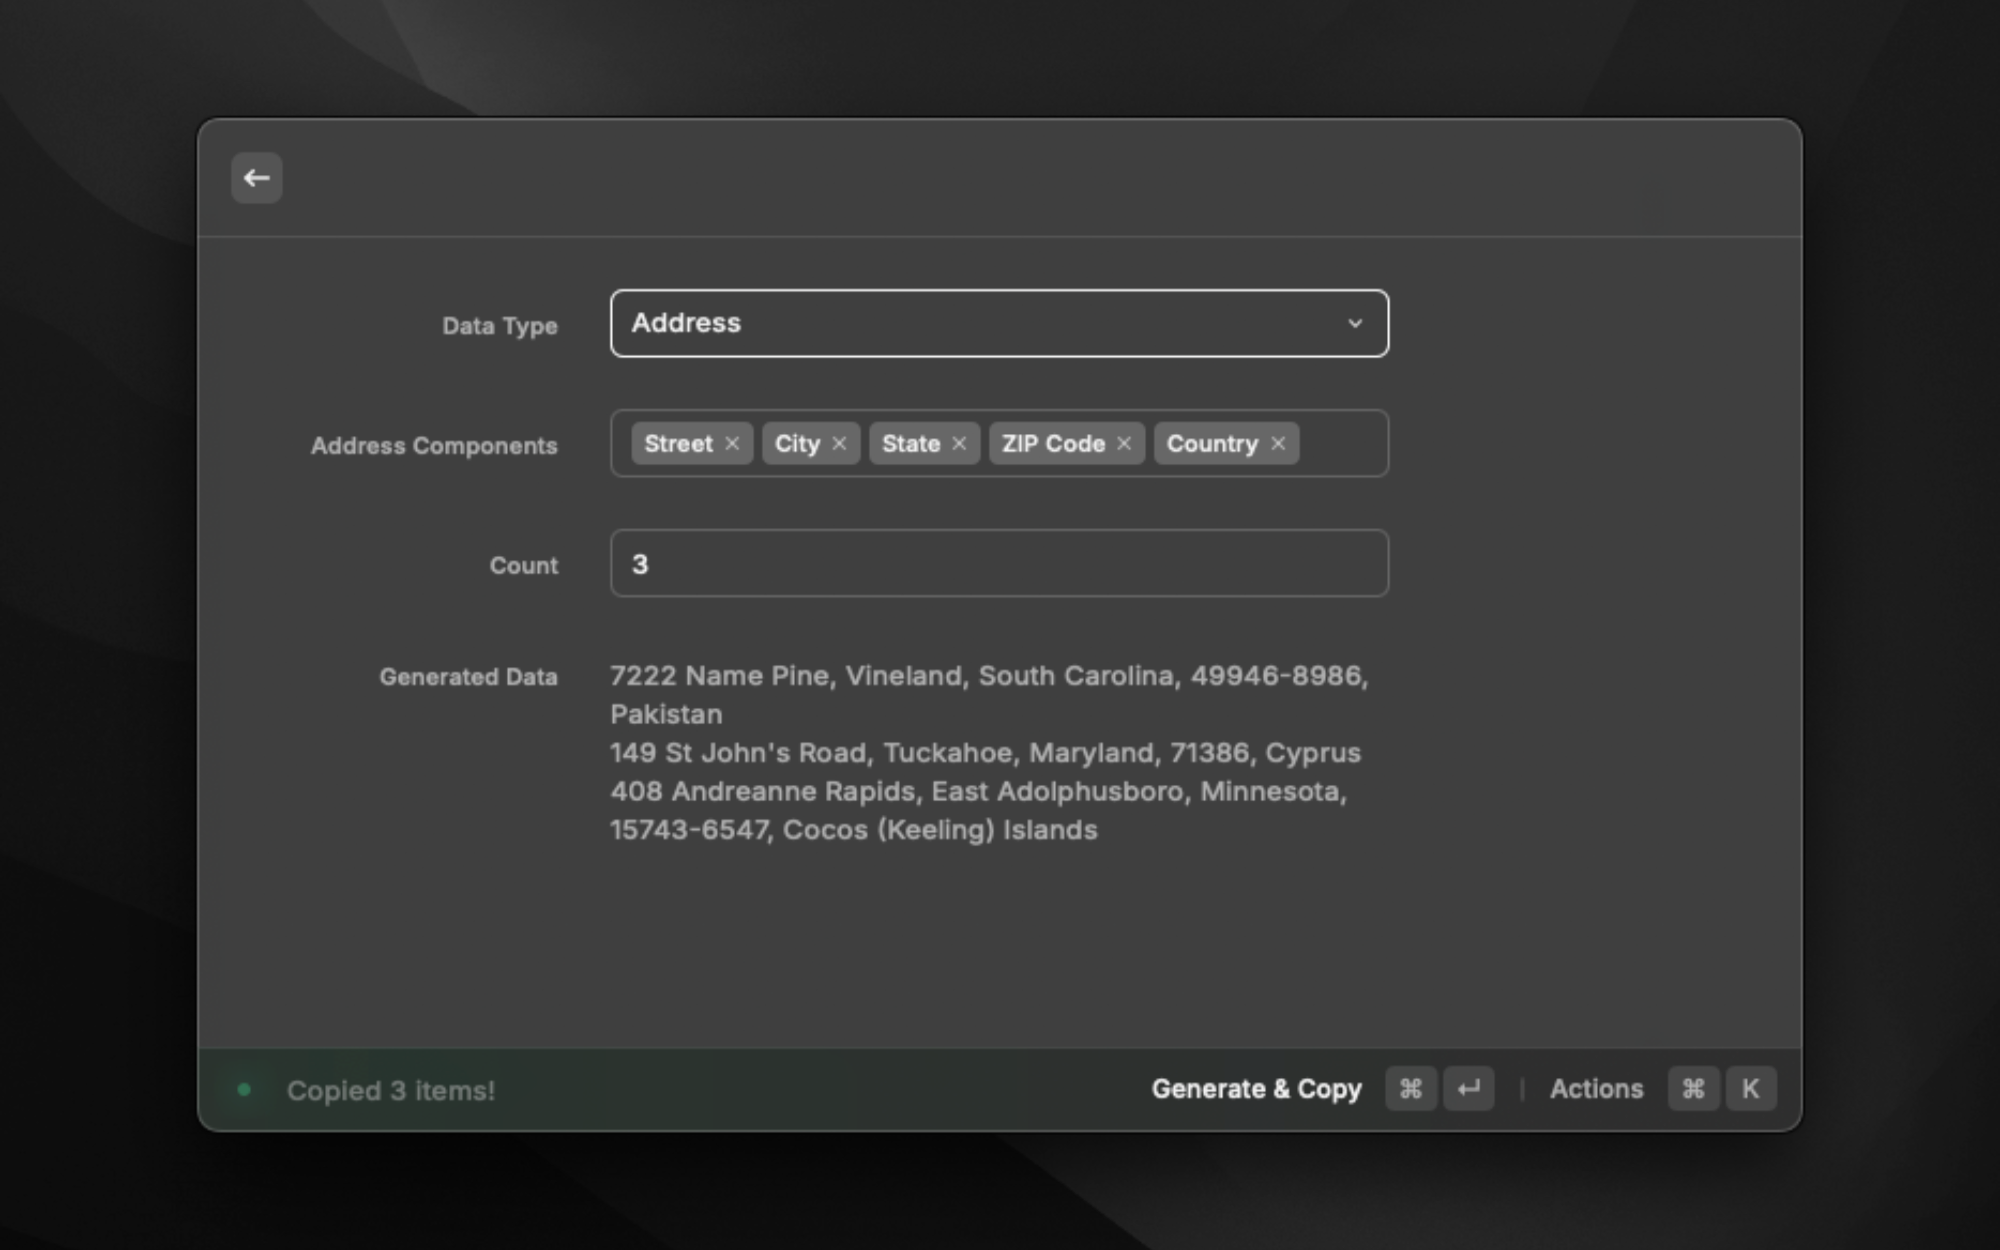 Data Type
Address
Address Components
Street × City × State × ZIP Code × Country ×
Count
3
Generated Data
7222 Name Pine, Vineland, South Carolina, 49946-8986,
Pakistan
149 St John's Road, Tuckahoe, Maryland, 71386, Cyprus
408 Andreanne Rapids, East Adolphusboro, Minnesota,
15743-6547, Cocos (Keeling) Islands
Copied 3 items!
Generate & Copy ⌘ ↵ | Actions ⌘ K